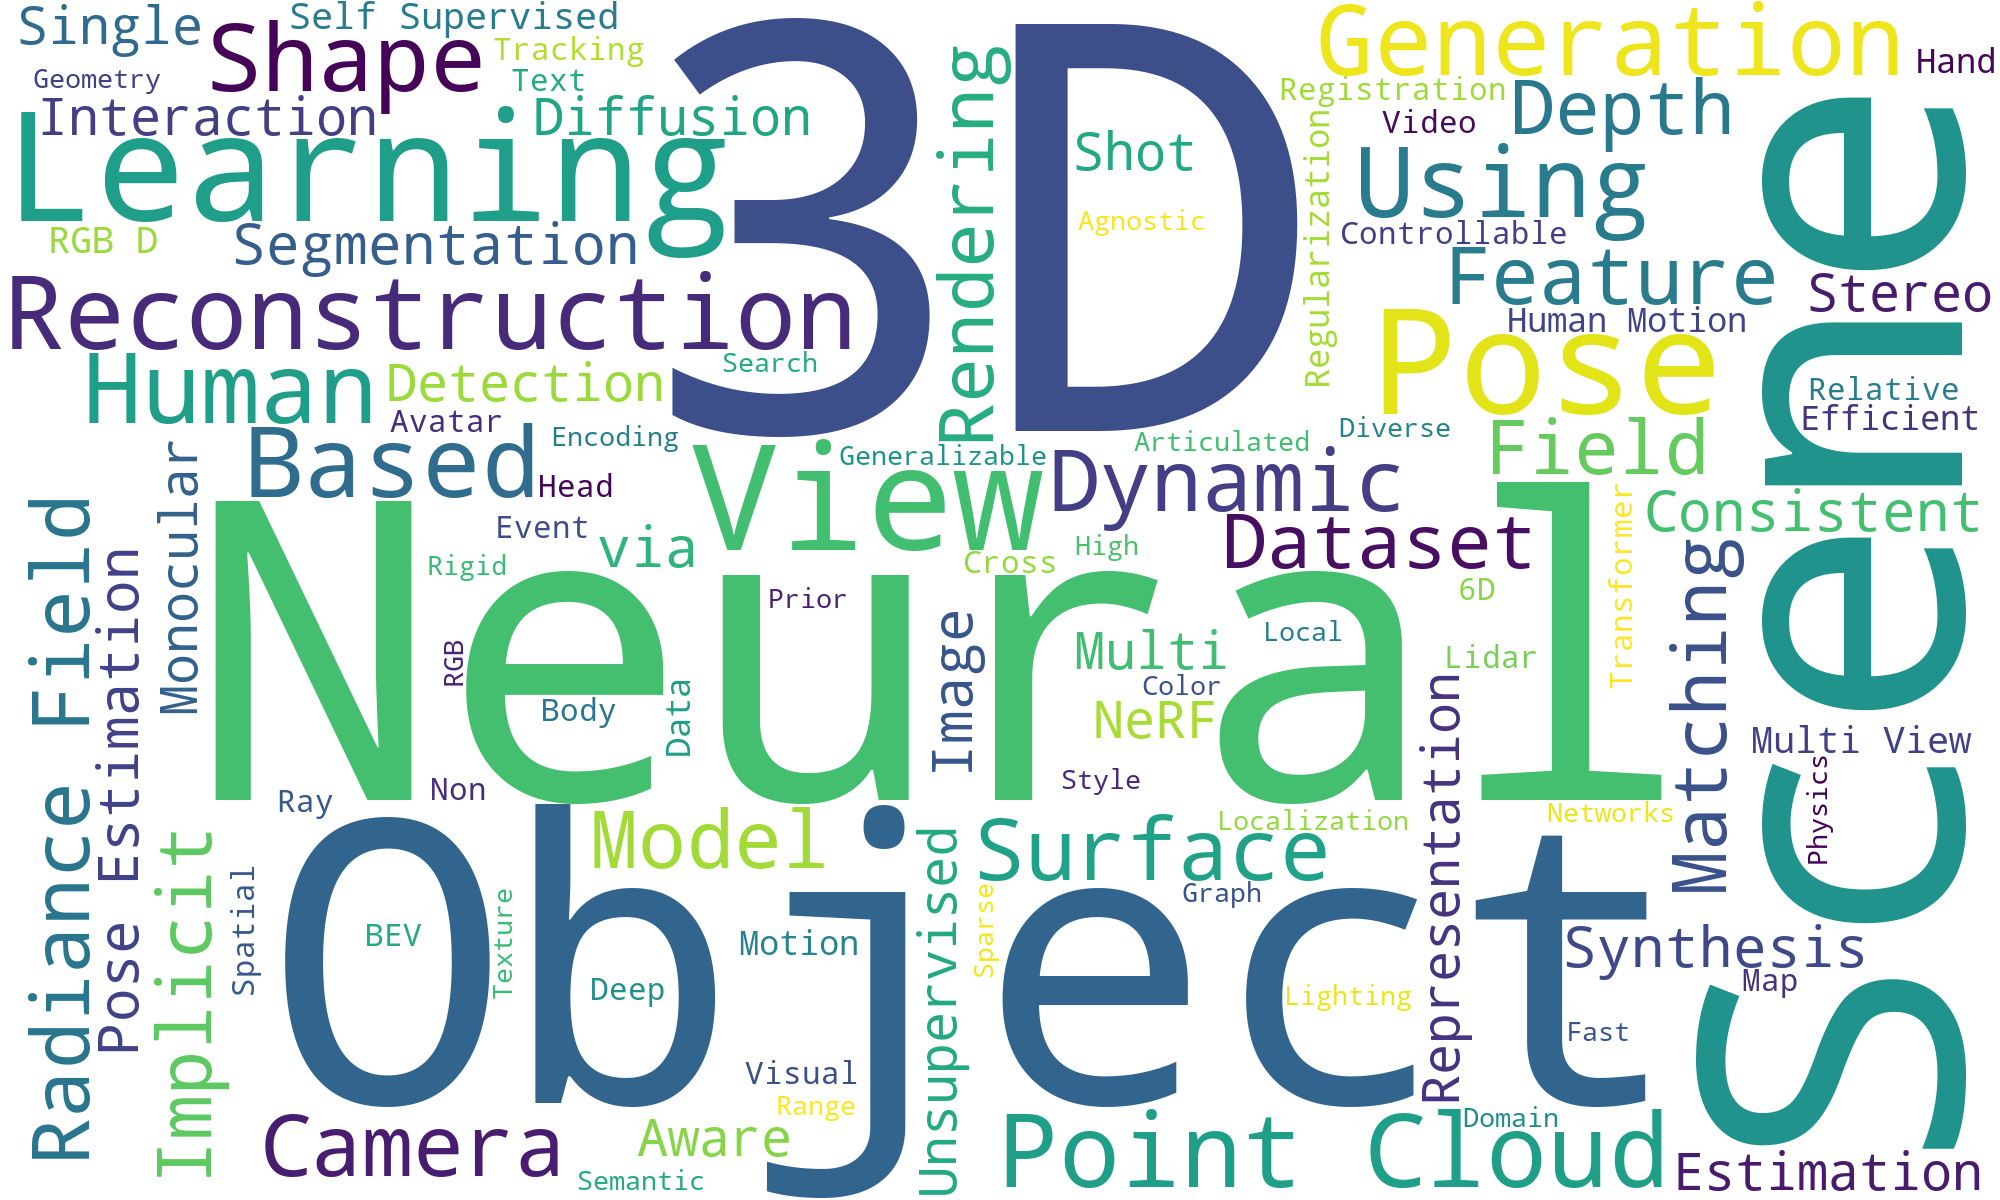 Single
Self Supervised
Shape
Tracking
Geometry
Text
Interaction
Diffusion
Learning
RGB D
Segmentation
Reconstruction
Human
Detection
Avatar
3D
Search
Rendering
Shot
Agnostic
Generation
Hand
Registration
Video
Depth
Regularization
Using
Controllable
Feature
Human Motion
Stereo
Pose
Relative
Efficient
Scene
Based
Encoding
Head
Event
via
View
Generalizable
Articulated
Diverse
Dynamic
Field
Consistent
Dataset
Monocular
Radiance Field
Pose Estimation
Neural
Rigid
Cross
High
6D
Transformer
Matching
Prior
RGB
Body
Data
Image
Multi
Local
Lidar
Color
NeRF
Representation
Multi View
Physics
Style
Non
Ray
Networks
Localization
Implicit
Model
Surface
Object
Spatial
BEV
Texture
Deep
Motion
Unsupervised
Sparse
Graph
Lighting
Synthesis
Map
Fast
Visual
Range
Camera
Aware
Semantic
Point Cloud
Domain
Estimation